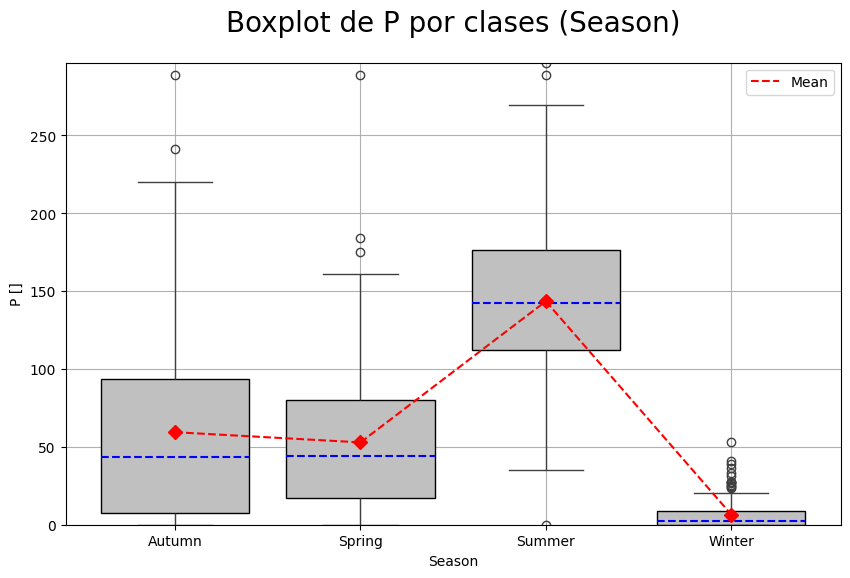 Boxplot de P por clases (Season)
Mean
250
200
150
100
50
0
P []
Autumn
Spring
Summer
Winter
Season